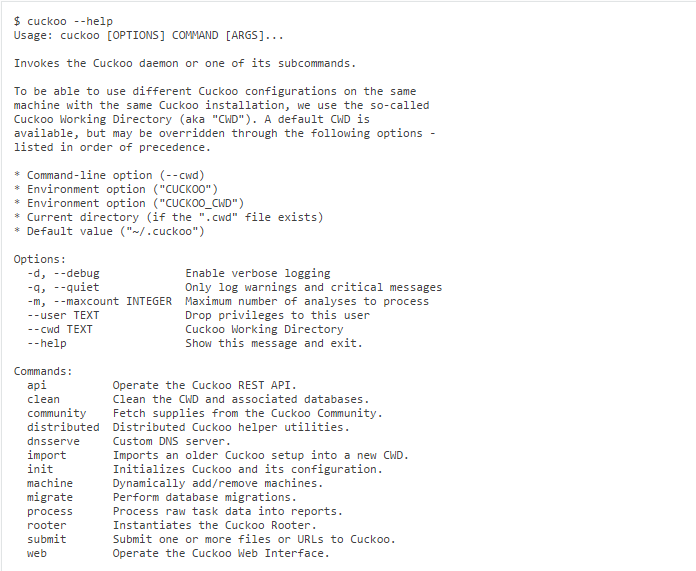 $ cuckoo --help
Usage: cuckoo [OPTIONS] COMMAND [ARGS]...

Invokes the Cuckoo daemon or one of its subcommands.

To be able to use different Cuckoo configurations on the same
machine with the same Cuckoo installation, we use the so-called
Cuckoo Working Directory (aka "CWD"). A default CWD is
available, but may be overridden through the following options -
listed in order of precedence.

* Command-line option (--cwd)
* Environment option ("CUCKOO")
* Environment option ("CUCKOO_CWD")
* Current directory (if the ".cwd" file exists)
* Default value ("~/.cuckoo")

Options:
  -d, --debug             Enable verbose logging
  -q, --quiet             Only log warnings and critical messages
  -m, --maxcount INTEGER  Maximum number of analyses to process
  --user TEXT             Drop privileges to this user
  --cwd TEXT              Cuckoo Working Directory
  --help                  Show this message and exit.

Commands:
  api          Operate the Cuckoo REST API.
  clean        Clean the CWD and associated databases.
  community    Fetch supplies from the Cuckoo Community.
  distributed  Distributed Cuckoo helper utilities.
  dnsserve     Custom DNS server.
  import       Imports an older Cuckoo setup into a new CWD.
  init         Initializes Cuckoo and its configuration.
  machine      Dynamically add/remove machines.
  migrate      Perform database migrations.
  process      Process raw task data into reports.
  rooter       Instantiates the Cuckoo Rooter.
  submit       Submit one or more files or URLs to Cuckoo.
  web          Operate the Cuckoo Web Interface.